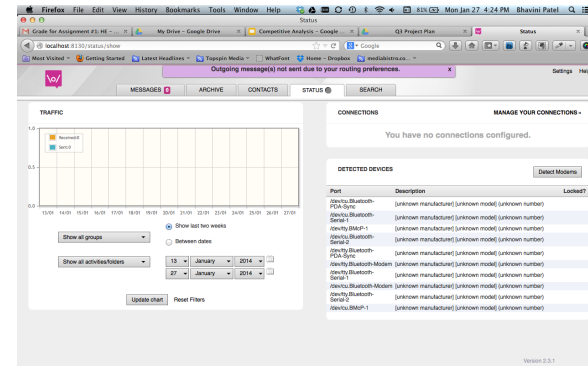 Firefox File Edit View History Bookmarks Tools Window Help 81% Mon Jan 27 4:24 PM Bhavini Patel
Status
Grade for Assignment #1: HE - ... × My Drive - Google Drive × Competitive Analysis - Google ... × Q3 Project Plan × Status
localhost:8130/status/show Google
Most Visited Getting Started Latest Headlines Topspin Media WhatFont Home - Dropbox mediabistro.co...
Outgoing message(s) not sent due to your routing preferences. x
Settings Help
\o/
MESSAGES 0 ARCHIVE CONTACTS STATUS SEARCH
TRAFFIC
1.0
Received:0
Sent:0
0.5
0.0
13/01 14/01 15/01 16/01 17/01 18/01 19/01 20/01 21/01 22/01 23/01 24/01 25/01 26/01 27/01
Show last two weeks
Show all groups
Between dates
Show all activities/folders 13 January 2014
27 January 2014
Update chart Reset Filters
CONNECTIONS MANAGE YOUR CONNECTIONS
You have no connections configured.
DETECTED DEVICES Detect Modems
Port Description Locked?
/dev/cu.Bluetooth-PDA-Sync [unknown manufacturer] [unknown model] (unknown number)
/dev/cu.Bluetooth-Serial-1 [unknown manufacturer] [unknown model] (unknown number)
/dev/tty.BMcP-1 [unknown manufacturer] [unknown model] (unknown number)
/dev/cu.Bluetooth-Serial-2 [unknown manufacturer] [unknown model] (unknown number)
/dev/tty.Bluetooth-PDA-Sync [unknown manufacturer] [unknown model] (unknown number)
/dev/tty.Bluetooth-Modem [unknown manufacturer] [unknown model] (unknown number)
/dev/tty.Bluetooth-Serial-1 [unknown manufacturer] [unknown model] (unknown number)
/dev/cu.Bluetooth-Modem [unknown manufacturer] [unknown model] (unknown number)
/dev/tty.Bluetooth-Serial-2 [unknown manufacturer] [unknown model] (unknown number)
/dev/cu.BMcP-1 [unknown manufacturer] [unknown model] (unknown number)
Version 2.3.1